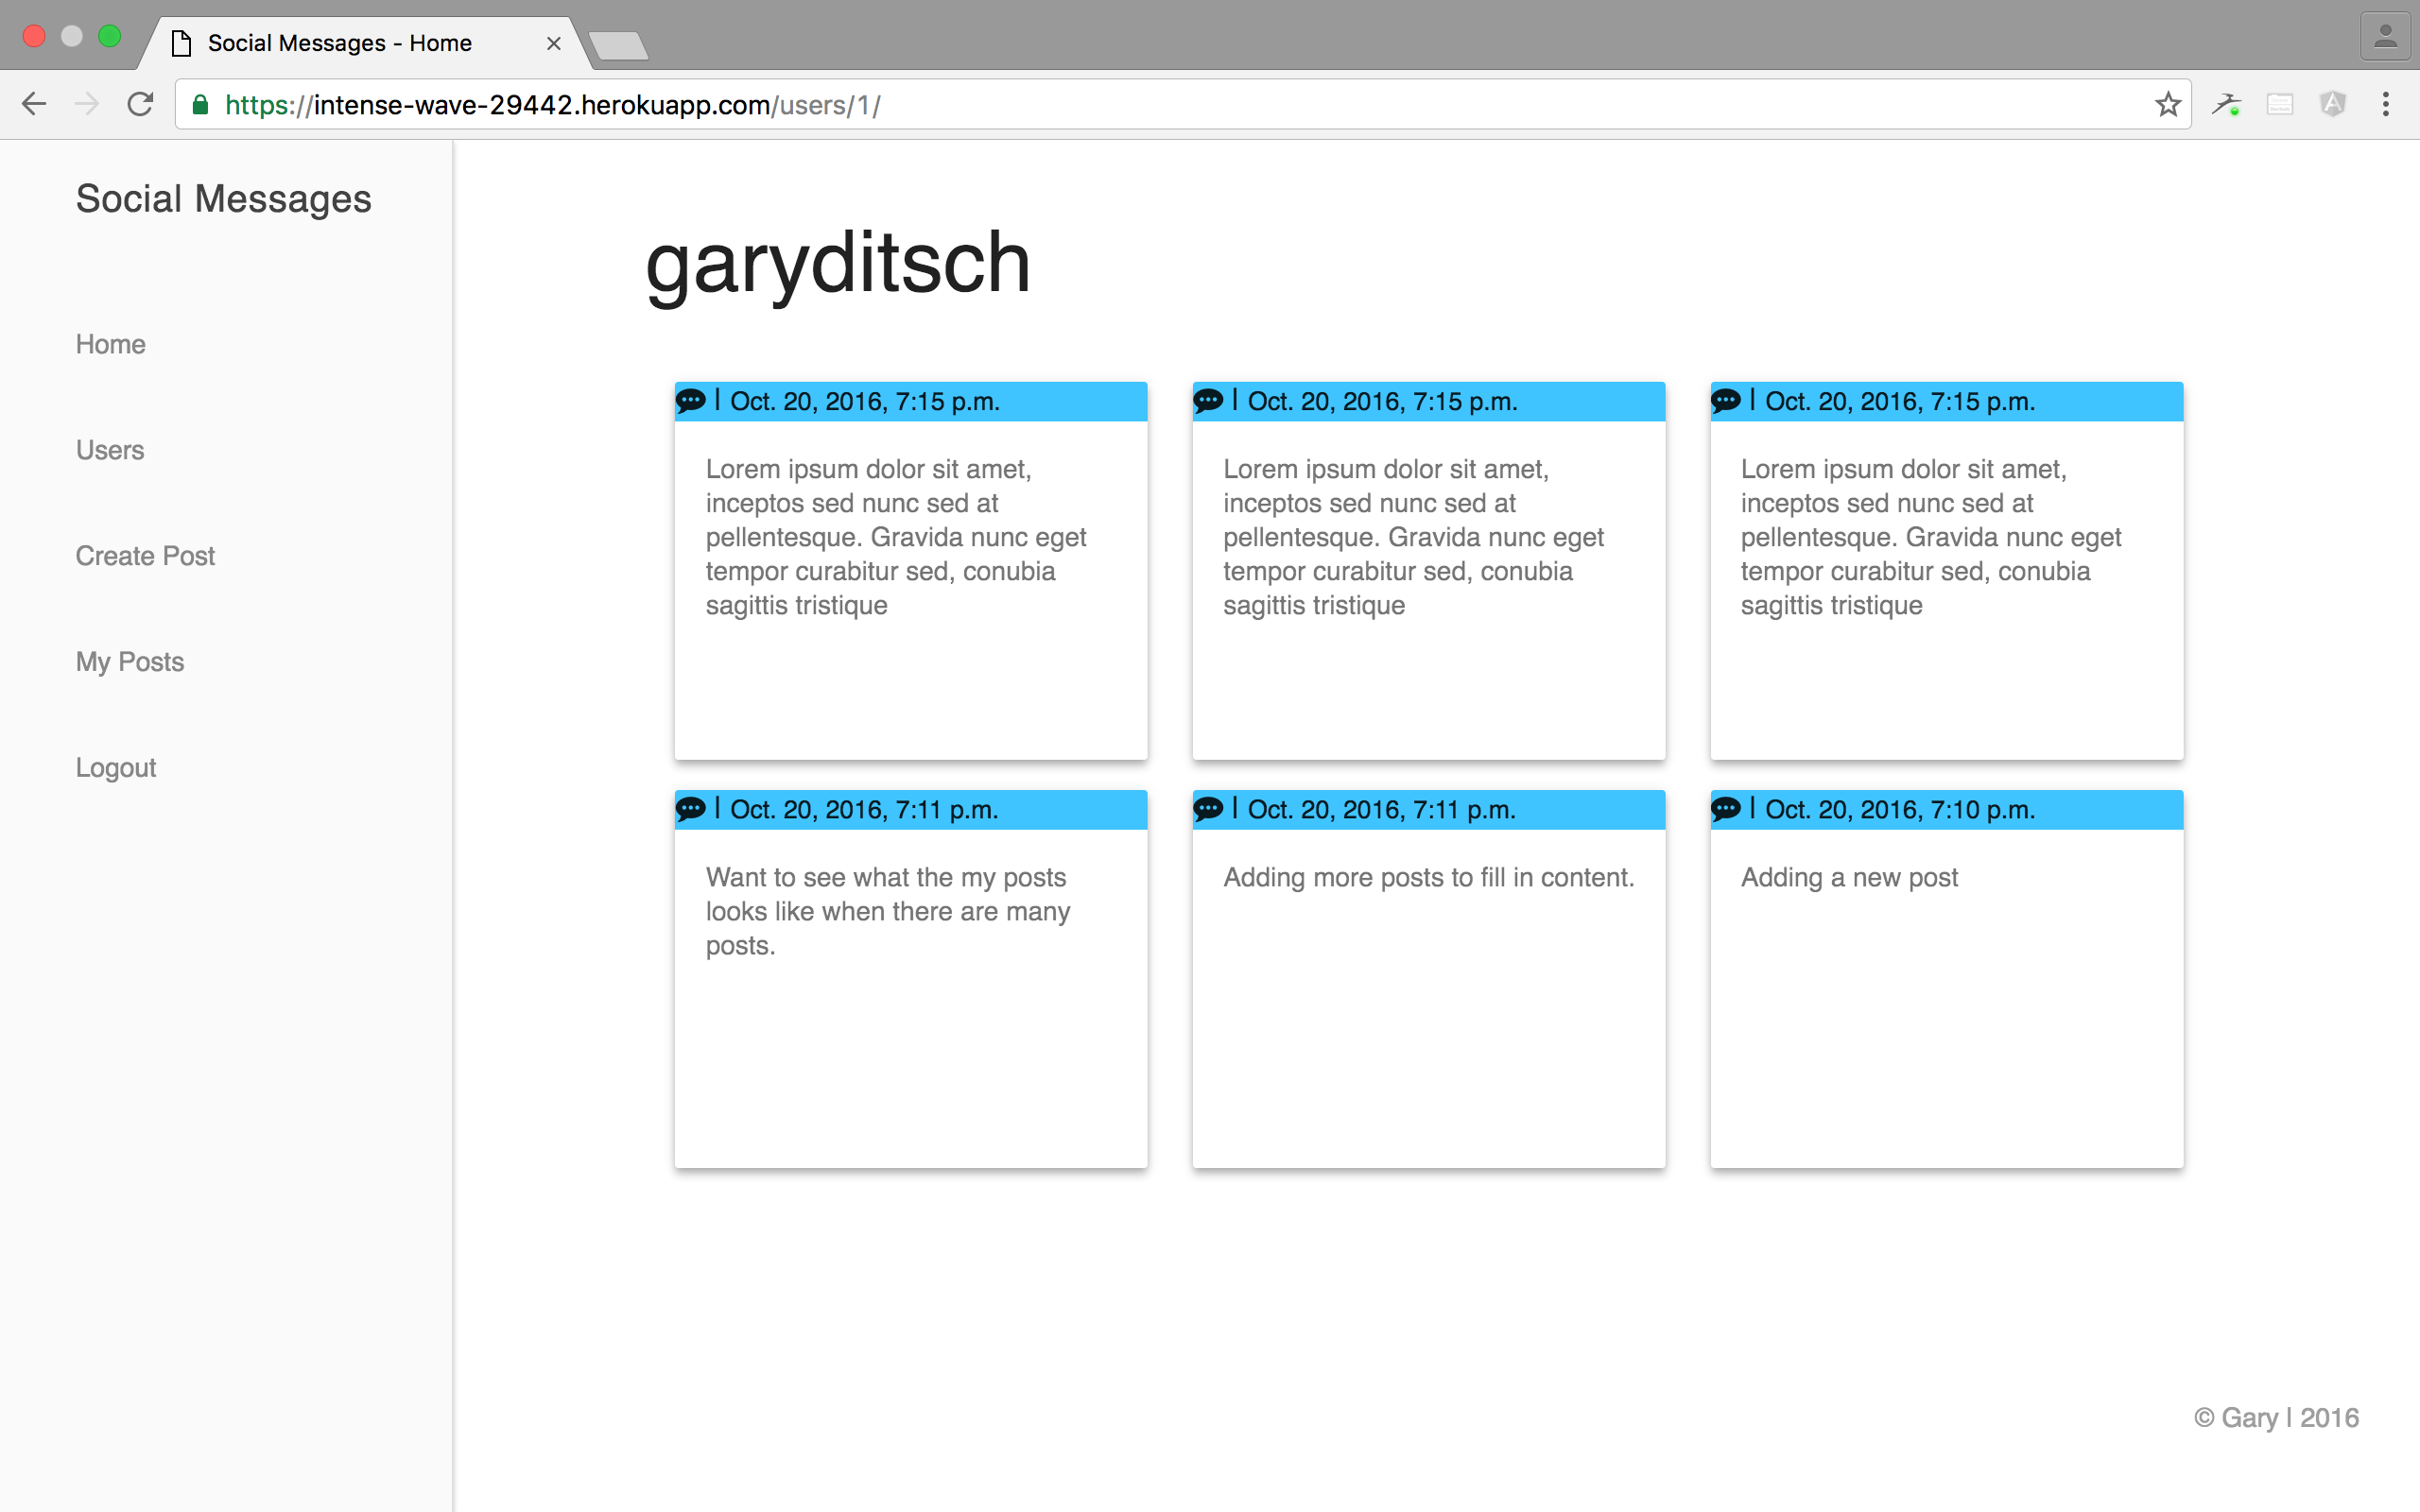 Social Messages - Home
https://intense-wave-29442.herokuapp.com/users/1/
Social Messages
Home
Users
Create Post
My Posts
Logout
garyditsch
| Oct. 20, 2016, 7:15 p.m.
Lorem ipsum dolor sit amet,
inceptos sed nunc sed at
pellentesque. Gravida nunc eget
tempor curabitur sed, conubia
sagittis tristique
| Oct. 20, 2016, 7:15 p.m.
Lorem ipsum dolor sit amet,
inceptos sed nunc sed at
pellentesque. Gravida nunc eget
tempor curabitur sed, conubia
sagittis tristique
| Oct. 20, 2016, 7:15 p.m.
Lorem ipsum dolor sit amet,
inceptos sed nunc sed at
pellentesque. Gravida nunc eget
tempor curabitur sed, conubia
sagittis tristique
| Oct. 20, 2016, 7:11 p.m.
Want to see what the my posts
looks like when there are many
posts.
| Oct. 20, 2016, 7:11 p.m.
Adding more posts to fill in content.
| Oct. 20, 2016, 7:10 p.m.
Adding a new post
© Gary | 2016